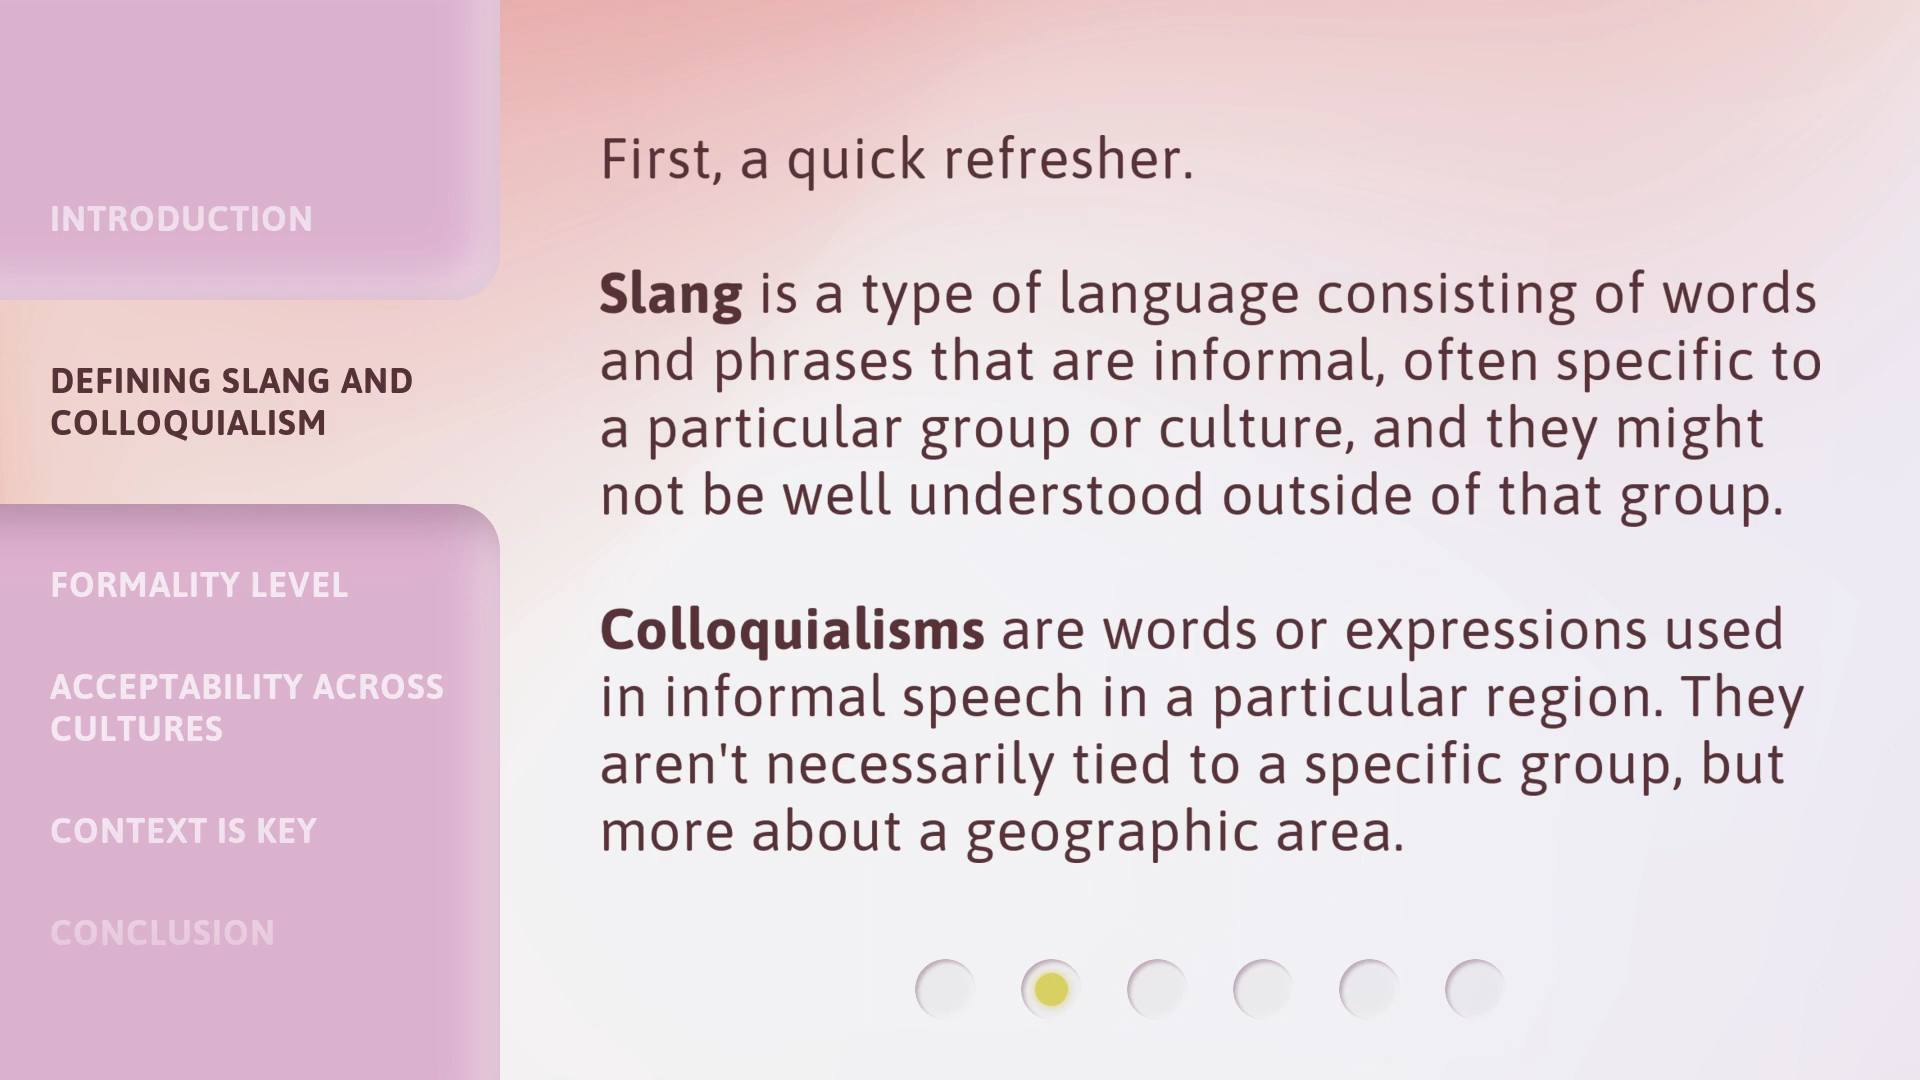 INTRODUCTION
DEFINING SLANG AND
COLLOQUIALISM
FORMALITY LEVEL
ACCEPTABILITY ACROSS
CULTURES
CONTEXT IS KEY
CONCLUSION
First, a quick refresher.
Slang is a type of language consisting of words
and phrases that are informal, often specific to
a particular group or culture, and they might
not be well understood outside of that group.
Colloquialisms are words or expressions used
in informal speech in a particular region. They
aren't necessarily tied to a specific group, but
more about a geographic area.